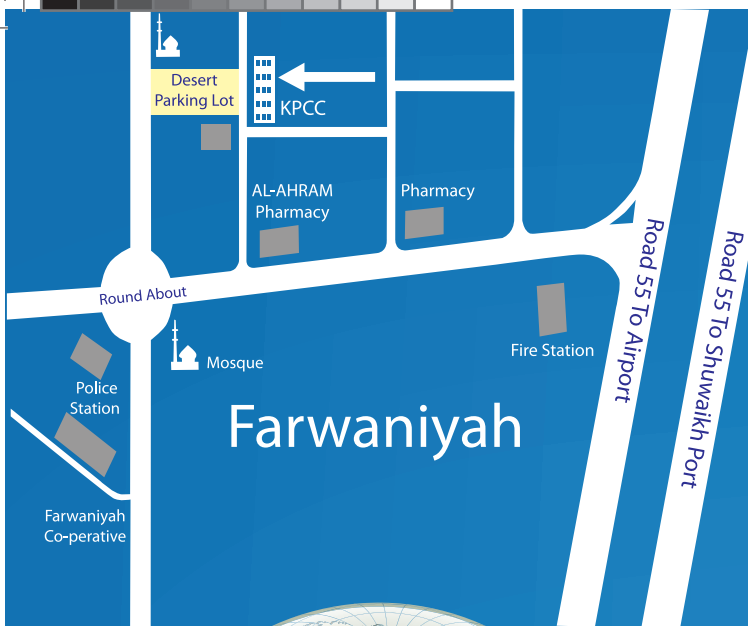 Desert
Parking Lot
KPCC
AL-AHRAM
Pharmacy
Pharmacy
Road 55 To Airport
Road 55 To Shuwaikh Port
Round About
Mosque
Fire Station
Police
Station
Farwaniyah
Farwaniyah
Co-perative